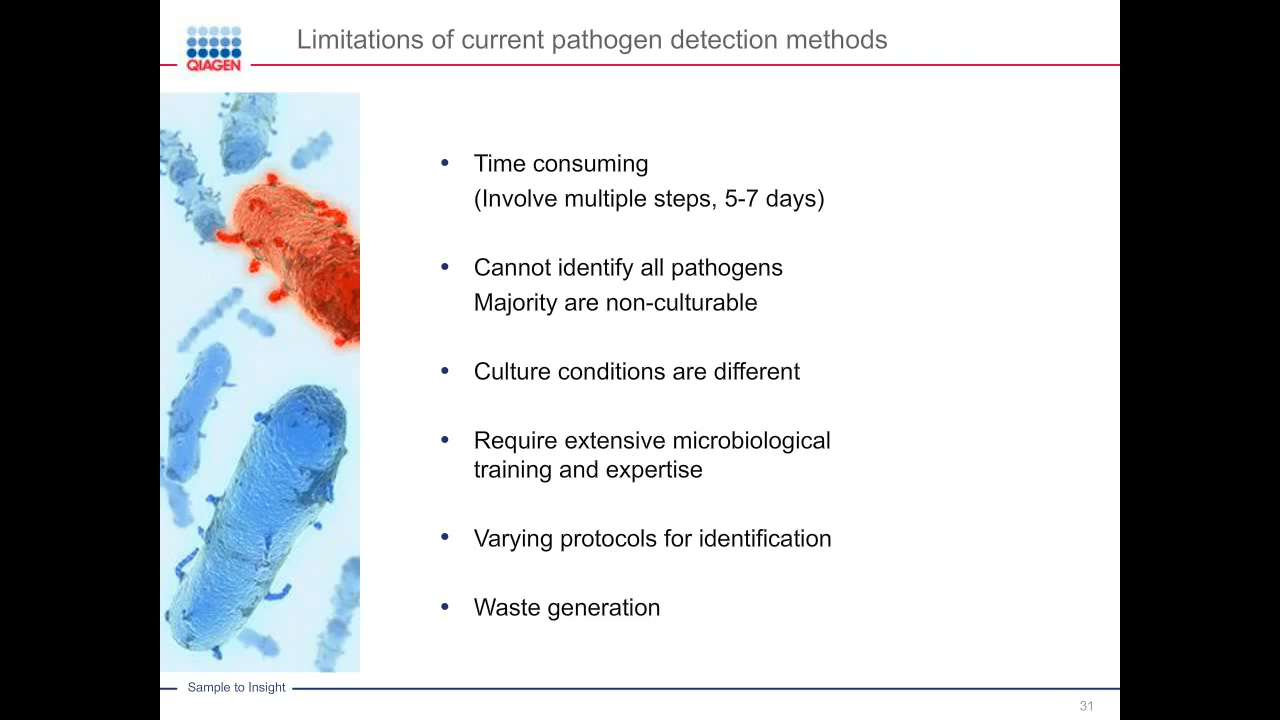 QIAGEN
Limitations of current pathogen detection methods
• Time consuming
(Involve multiple steps, 5-7 days)
• Cannot identify all pathogens
Majority are non-culturable
• Culture conditions are different
• Require extensive microbiological
training and expertise
• Varying protocols for identification
• Waste generation
Sample to Insight
31